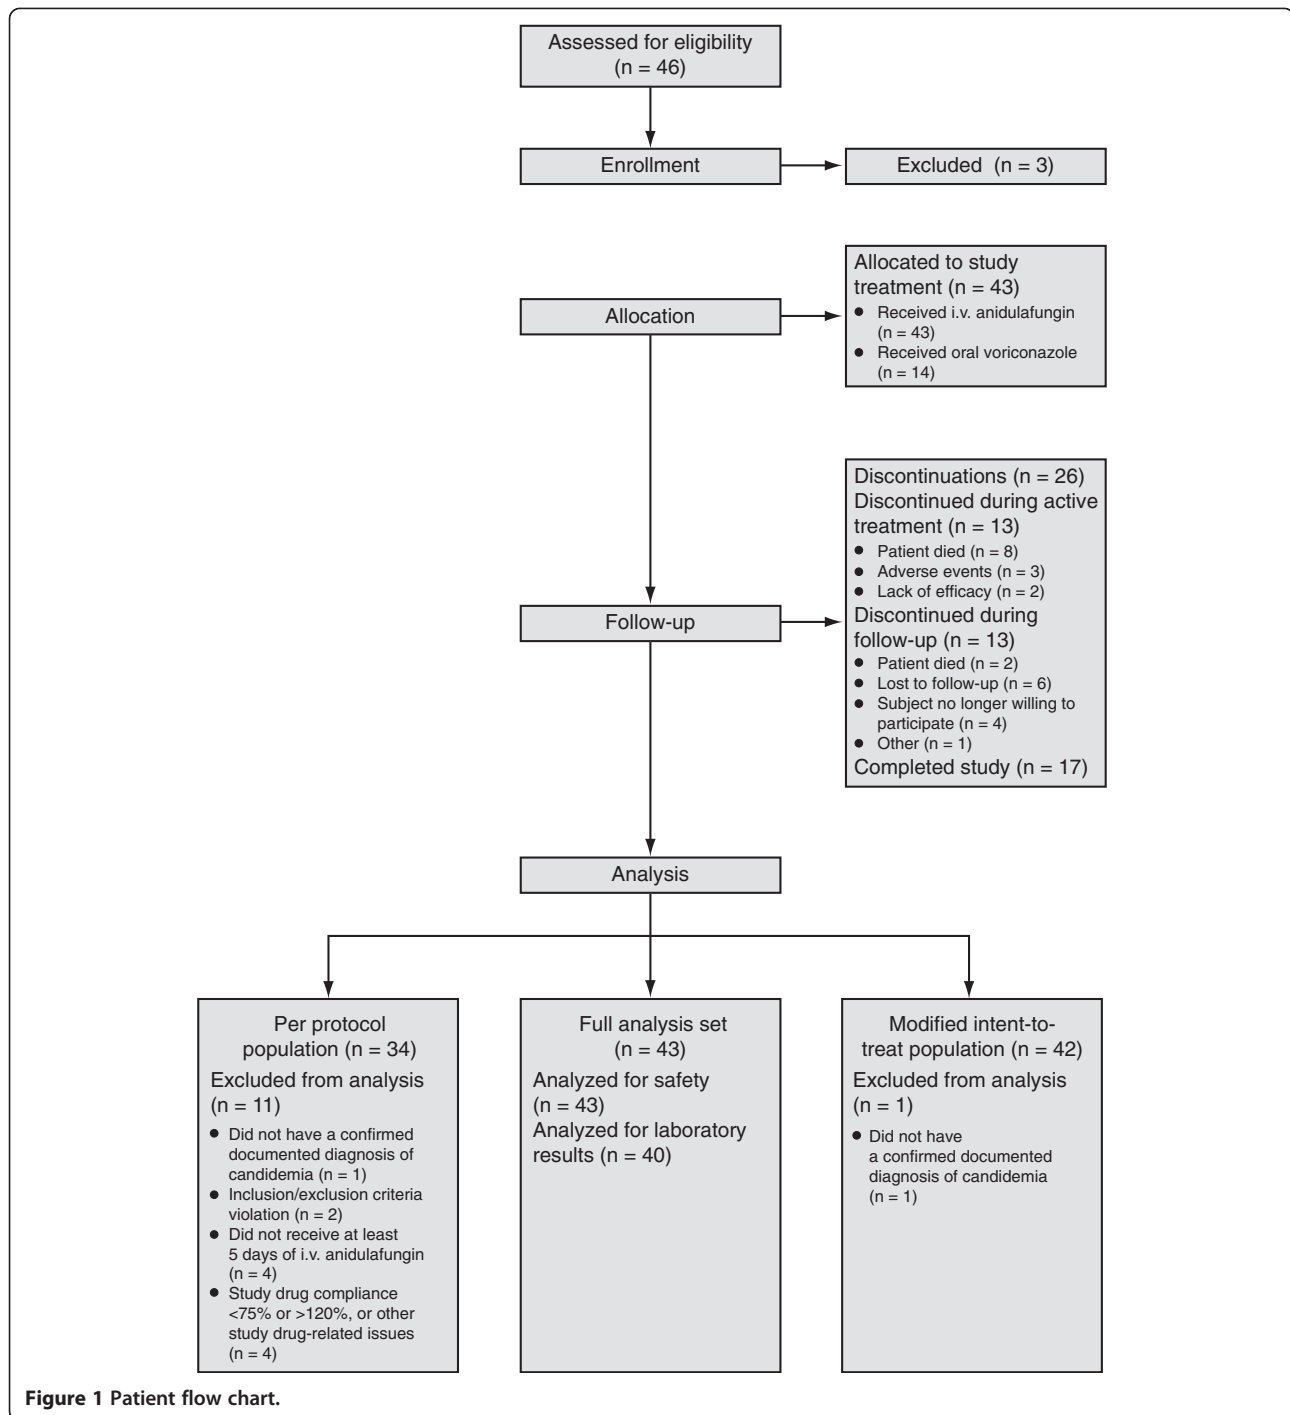 Assessed for eligibility
(n = 46)
Enrollment
Excluded (n = 3)
Allocation
Allocated to study
treatment (n = 43)
• Received i.v. anidulafungin
(n = 43)
• Received oral voriconazole
(n = 14)
Follow-up
Discontinuations (n = 26)
Discontinued during active
treatment (n = 13)
• Patient died (n = 8)
• Adverse events (n = 3)
• Lack of efficacy (n = 2)
Discontinued during
follow-up (n = 13)
• Patient died (n = 2)
• Lost to follow-up (n = 6)
• Subject no longer willing to
participate (n = 4)
• Other (n = 1)
Completed study (n = 17)
Analysis
Per protocol
population (n = 34)
Excluded from analysis
(n = 11)
• Did not have a confirmed
documented diagnosis of
candidemia (n = 1)
• Inclusion/exclusion criteria
violation (n = 2)
• Did not receive at least
5 days of i.v. anidulafungin
(n = 4)
• Study drug compliance
<75% or >120%, or other
study drug-related issues
(n = 4)
Full analysis set
(n = 43)
Analyzed for safety
(n = 43)
Analyzed for laboratory
results (n = 40)
Modified intent-to-
treat population (n = 42)
Excluded from analysis
(n = 1)
• Did not have
a confirmed documented
diagnosis of candidemia
(n = 1)
Figure 1 Patient flow chart.